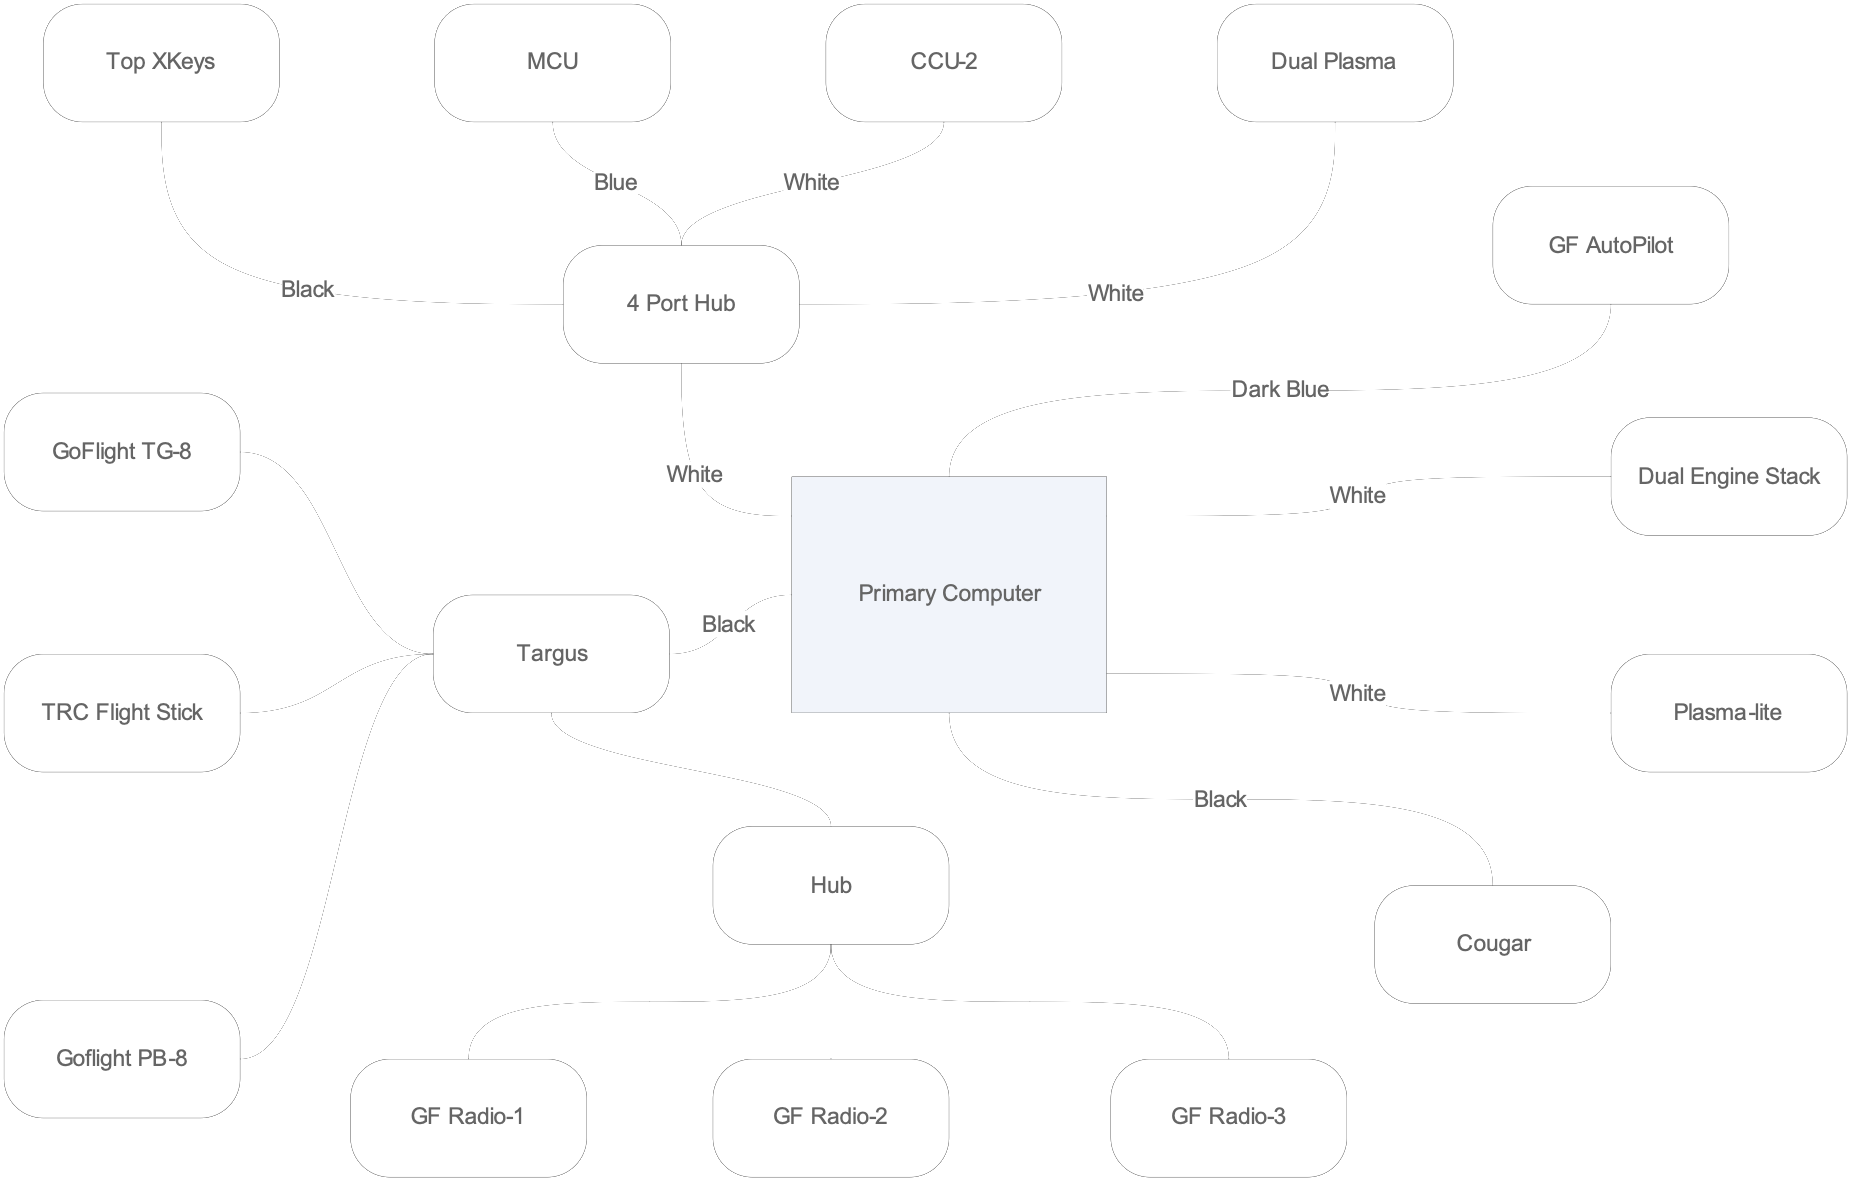 Top XKeys
MCU
CCU-2
Dual Plasma
Blue
White
GF AutoPilot
Black
4 Port Hub
White
Dark Blue
GoFlight TG-8
White
Dual Engine Stack
White
Primary Computer
Black
Targus
TRC Flight Stick
White
Plasma-lite
Black
Hub
Cougar
Goflight PB-8
GF Radio-1
GF Radio-2
GF Radio-3